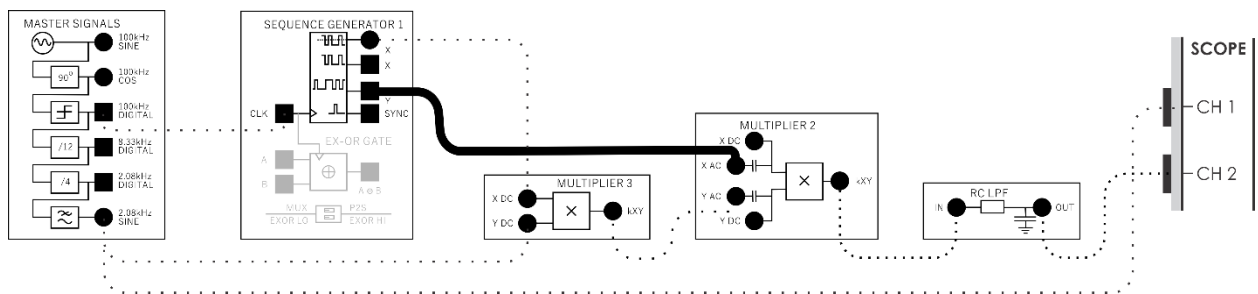 MASTER SIGNALS
100kHz
SINE
90°
100kHz
COS
100kHz
DIGITAL
/12
8.33kHz
DIGITAL
/4
2.08kHz
DIGITAL
2.08kHz
SINE
SEQUENCE GENERATOR 1
X
X
Y
CLK
SYNC
EX-OR GATE
A
B
A⊕B
MUX
P2S
EXOR LO
EXOR HI
MULTIPLIER 3
X DC
Y DC
×
kXY
MULTIPLIER 2
X DC
X AC
Y AC
Y DC
×
kXY
RC LPF
IN
OUT
SCOPE
CH 1
CH 2